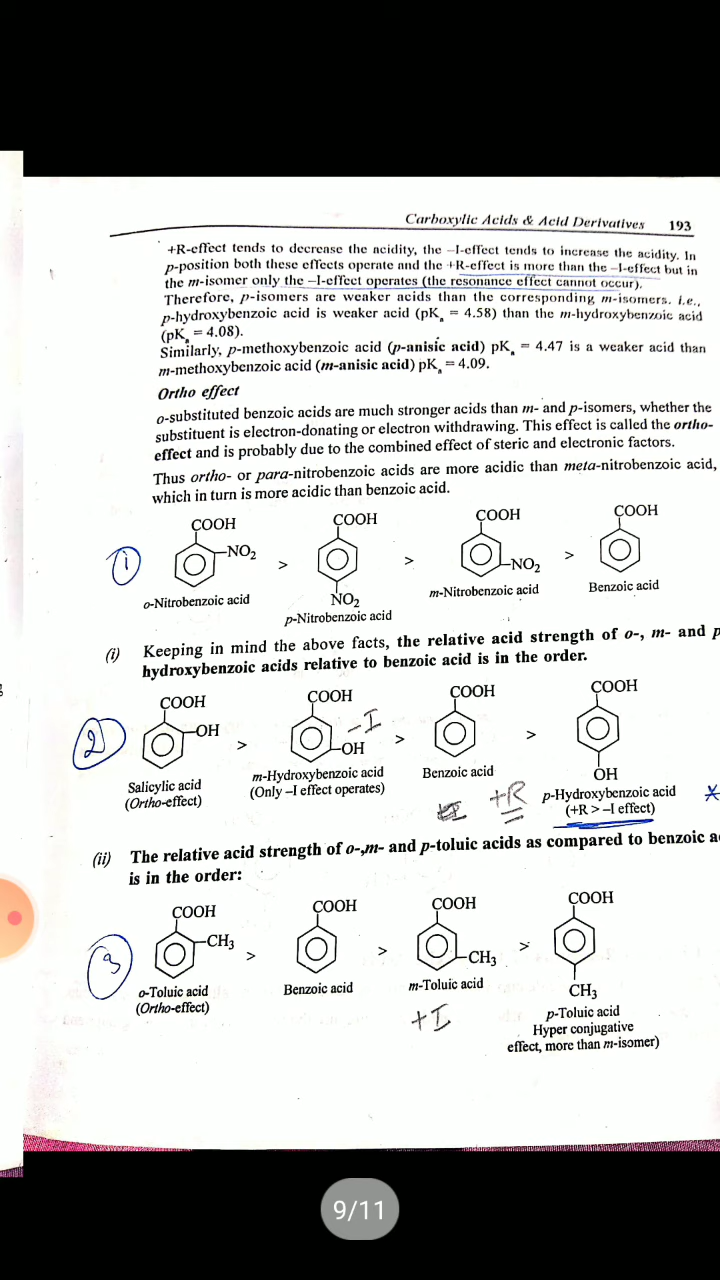 Carboxylic Acids & Acid Derivatives 193
+R-effect tends to decrease the acidity, the –I-effect tends to increase the acidity. In
p-position both these effects operate and the +R-effect is more than the –I-effect but in
the m-isomer only the –I-effect operates (the resonance effect cannot occur).
Therefore, p-isomers are weaker acids than the corresponding m-isomers. i.e.,
p-hydroxybenzoic acid is weaker acid (pKa = 4.58) than the m-hydroxybenzoic acid
(pKa = 4.08).
Similarly, p-methoxybenzoic acid (p-anisic acid) pKa = 4.47 is a weaker acid than
m-methoxybenzoic acid (m-anisic acid) pKa = 4.09.
Ortho effect
o-substituted benzoic acids are much stronger acids than m- and p-isomers, whether the
substituent is electron-donating or electron withdrawing. This effect is called the ortho-
effect and is probably due to the combined effect of steric and electronic factors.
Thus ortho- or para-nitrobenzoic acids are more acidic than meta-nitrobenzoic acid,
which in turn is more acidic than benzoic acid.
COOH COOH COOH COOH
1 –NO2 > > –NO2 >
NO2
o-Nitrobenzoic acid p-Nitrobenzoic acid m-Nitrobenzoic acid Benzoic acid
(i) Keeping in mind the above facts, the relative acid strength of o-, m- and p
hydroxybenzoic acids relative to benzoic acid is in the order.
COOH COOH COOH COOH
2 –OH > –OH –I > >
OH
Salicylic acid m-Hydroxybenzoic acid Benzoic acid p-Hydroxybenzoic acid
(Ortho-effect) (Only –I effect operates) +R (+R > –I effect)
(ii) The relative acid strength of o-,m- and p-toluic acids as compared to benzoic a
is in the order:
COOH COOH COOH COOH
3 –CH3 > > –CH3 >
CH3
o-Toluic acid Benzoic acid m-Toluic acid p-Toluic acid
(Ortho-effect) +I Hyper conjugative
effect, more than m-isomer)
9/11